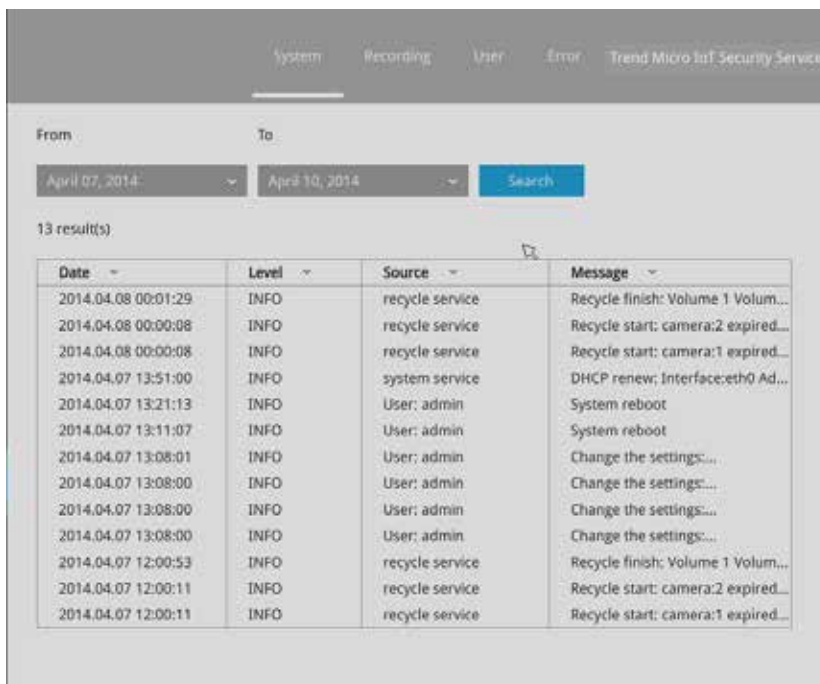 System Recording User Error Trend Micro IoT Security Service
From To
April 07, 2014 April 10, 2014 Search
13 result(s)
Date Level Source Message
2014.04.08 00:01:29 INFO recycle service Recycle finish: Volume 1 Volum...
2014.04.08 00:00:08 INFO recycle service Recycle start: camera:2 expired...
2014.04.08 00:00:08 INFO recycle service Recycle start: camera:1 expired...
2014.04.07 13:51:00 INFO system service DHCP renew: Interface:eth0 Ad...
2014.04.07 13:21:13 INFO User: admin System reboot
2014.04.07 13:11:07 INFO User: admin System reboot
2014.04.07 13:08:01 INFO User: admin Change the settings:...
2014.04.07 13:08:00 INFO User: admin Change the settings:...
2014.04.07 13:08:00 INFO User: admin Change the settings:...
2014.04.07 13:08:00 INFO User: admin Change the settings:...
2014.04.07 12:00:53 INFO recycle service Recycle finish: Volume 1 Volum...
2014.04.07 12:00:11 INFO recycle service Recycle start: camera:2 expired...
2014.04.07 12:00:11 INFO recycle service Recycle start: camera:1 expired...